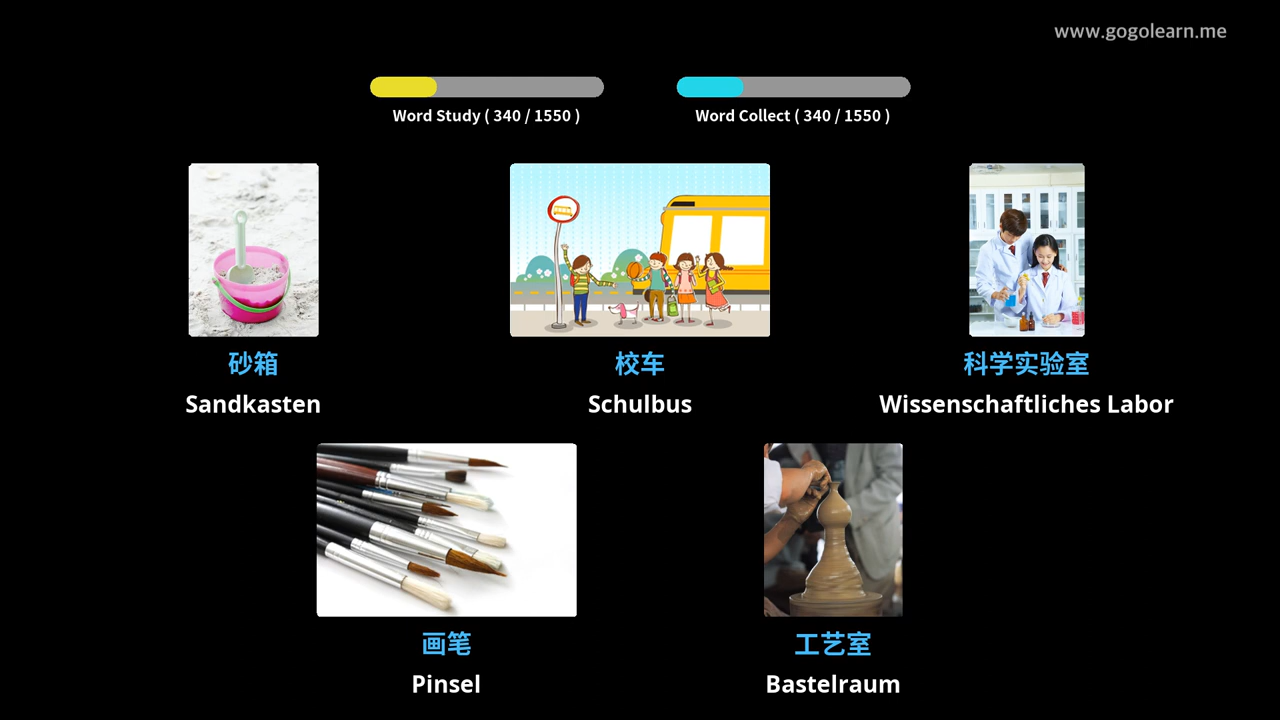 www.gogolearn.me
Word Study ( 340 / 1550 )
Word Collect ( 340 / 1550 )
砂箱
校车
科学实验室
Sandkasten
Schulbus
Wissenschaftliches Labor
画笔
工艺室
Pinsel
Bastelraum